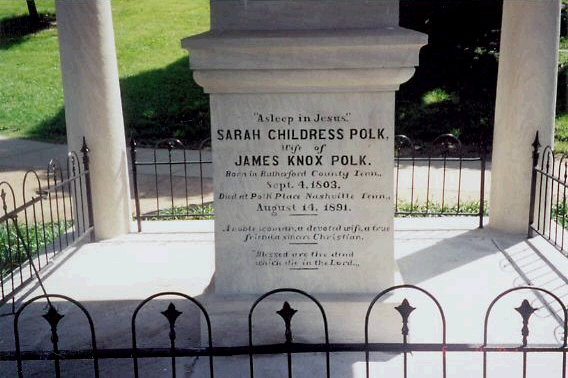 "Asleep in Jesus."
SARAH CHILDRESS POLK,
Wife of
JAMES KNOX POLK.
Born in Rutherford County Tenn.,
Sept. 4, 1803,
Died at Polk Place Nashville Tenn.,
August 14, 1891.
A noble woman, a devoted wife, a true
friend, a sincere Christian.
"Blessed are the dead
which die in the Lord.,,